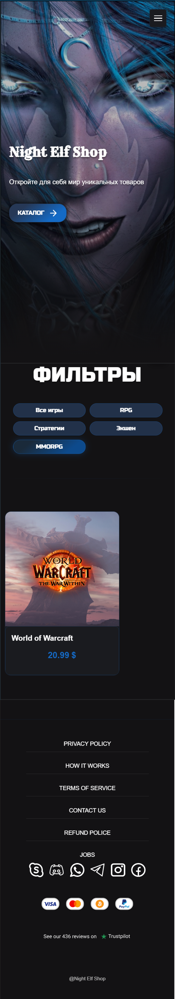 Night Elf Shop
Откройте для себя мир уникальных товаров
КАТАЛОГ
ФИЛЬТРЫ
Все игры
RPG
Стратегии
Экшен
MMORPG
WORLD
OF
WARCRAFT
THE WAR WITHIN
World of Warcraft
20.99 $
PRIVACY POLICY
HOW IT WORKS
TERMS OF SERVICE
CONTACT US
REFUND POLICE
JOBS
VISA
PayPal
See our 436 reviews on Trustpilot
@Night Elf Shop